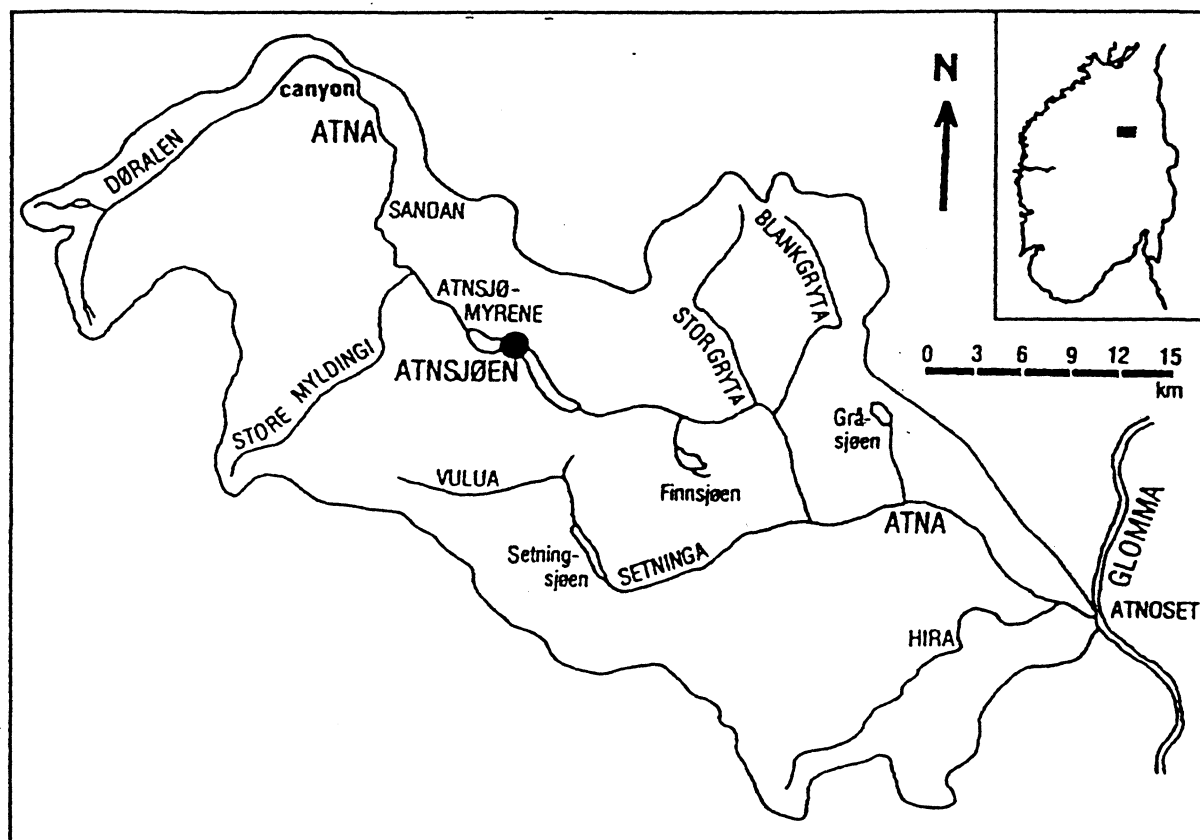 canyon
ATNA
DØRALEN
SANDAN
N
BLANKGRYTA
ATNSJØ-
MYRENE
STORGRYTA
ATNSJØEN
0 3 6 9 12 15
km
STORE MYLDINGI
Grå-
sjøen
VULUA
Finnsjøen
ATNA
GLOMMA
Setning-
sjøen
SETNINGA
ATNOSET
HIRA